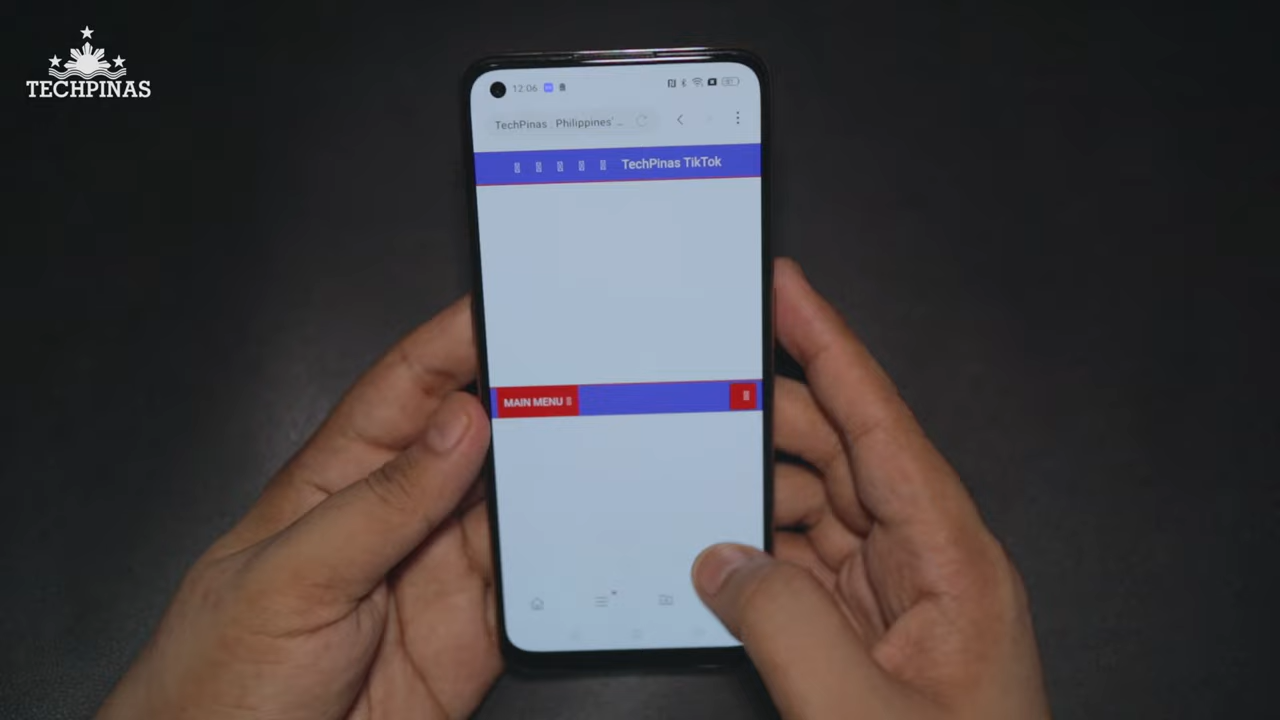 TECHPINAS
12:06
TechPinas : Philippines' ...
TechPinas TikTok
MAIN MENU